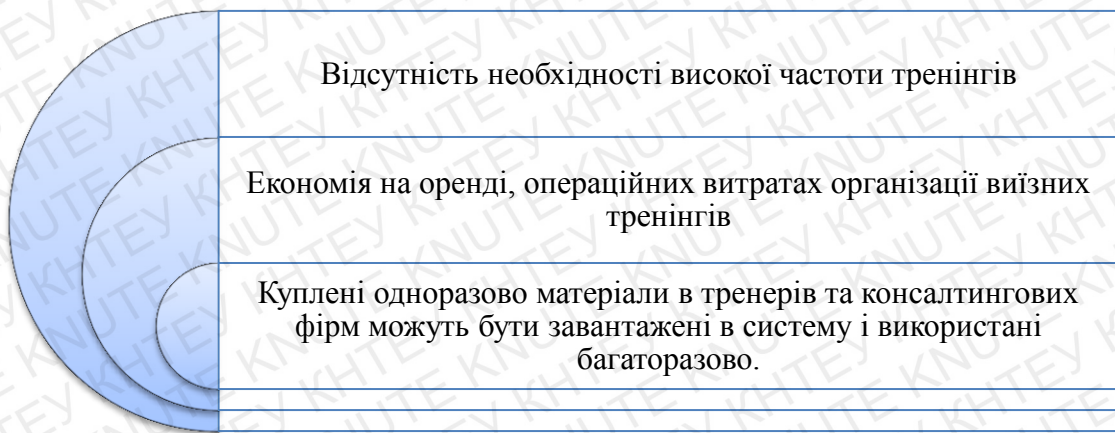 Відсутність необхідності високої частоти тренінгів
Економія на оренді, операційних витратах організації виїзних
тренінгів
Куплені одноразово матеріали в тренерів та консалтингових
фірм можуть бути завантажені в систему і використані
багаторазово.